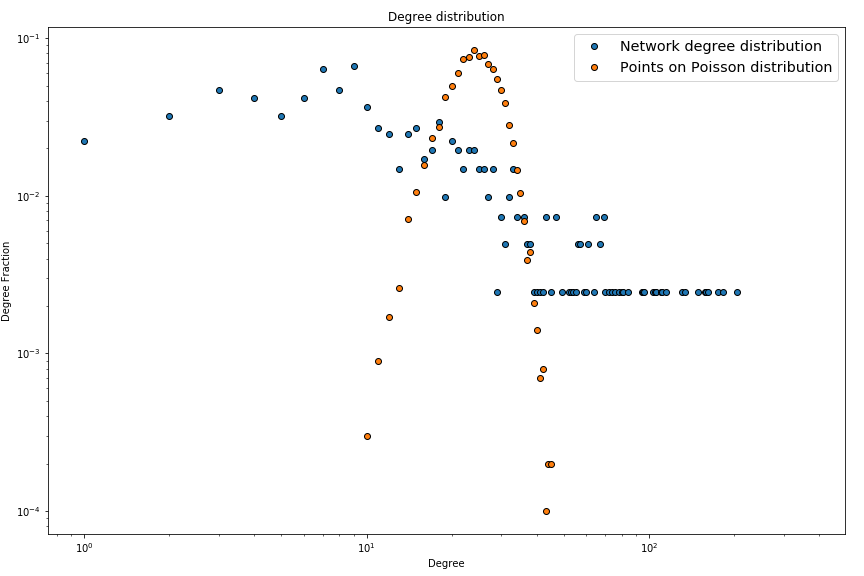 Degree distribution
Network degree distribution
Points on Poisson distribution
Degree Fraction
10⁻¹
10⁻²
10⁻³
10⁻⁴
10⁰
10¹
10²
Degree